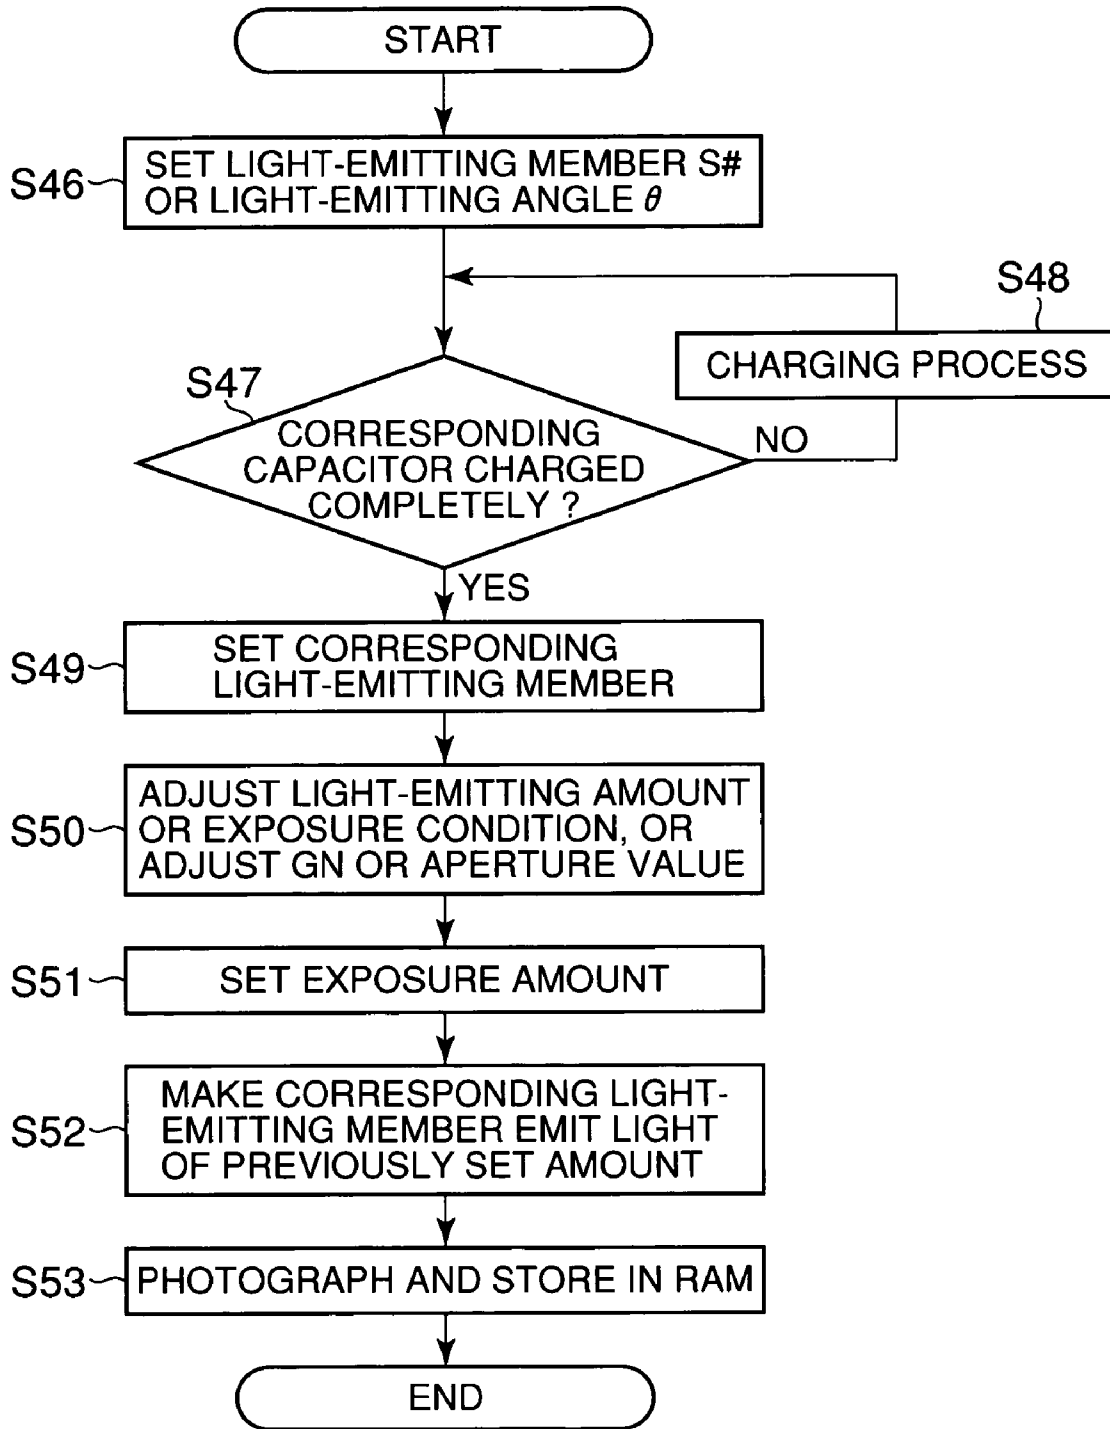 START
S46
SET LIGHT-EMITTING MEMBER S#
OR LIGHT-EMITTING ANGLE θ
S48
CHARGING PROCESS
S47
CORRESPONDING
CAPACITOR CHARGED
COMPLETELY ?
NO
YES
S49
SET CORRESPONDING
LIGHT-EMITTING MEMBER
S50
ADJUST LIGHT-EMITTING AMOUNT
OR EXPOSURE CONDITION, OR
ADJUST GN OR APERTURE VALUE
S51
SET EXPOSURE AMOUNT
S52
MAKE CORRESPONDING LIGHT-
EMITTING MEMBER EMIT LIGHT
OF PREVIOUSLY SET AMOUNT
S53
PHOTOGRAPH AND STORE IN RAM
END